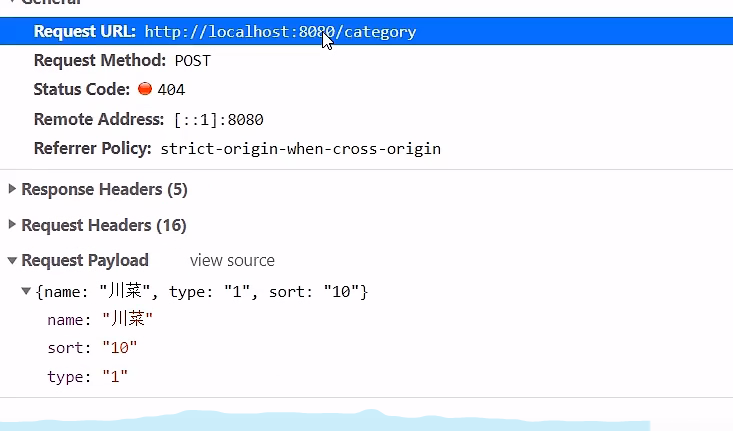 General
Request URL: http://localhost:8080/category
Request Method: POST
Status Code: 404
Remote Address: [::1]:8080
Referrer Policy: strict-origin-when-cross-origin
Response Headers (5)
Request Headers (16)
Request Payload view source
{name: "川菜", type: "1", sort: "10"}
name: "川菜"
sort: "10"
type: "1"